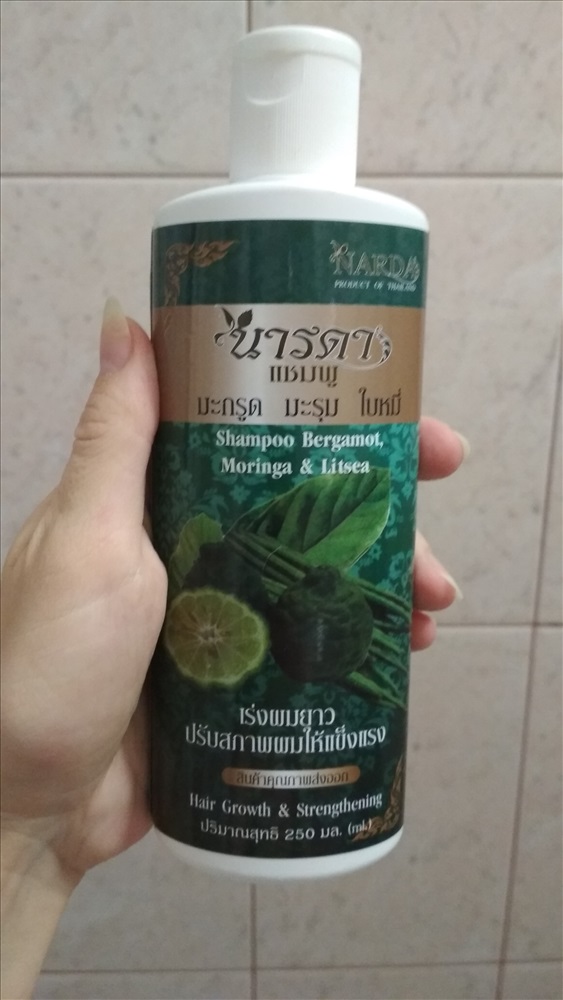 NARDA
PRODUCT OF THAILAND
นารดา
แชมพู
มะกรูด มะรุม ใบหมี่
Shampoo Bergamot,
Moringa & Litsea
เร่งผมยาว
ปรับสภาพผมให้แข็งแรง
สินค้าคุณภาพส่งออก
Hair Growth & Strengthening
ปริมาณสุทธิ 250 มล. (ml.)